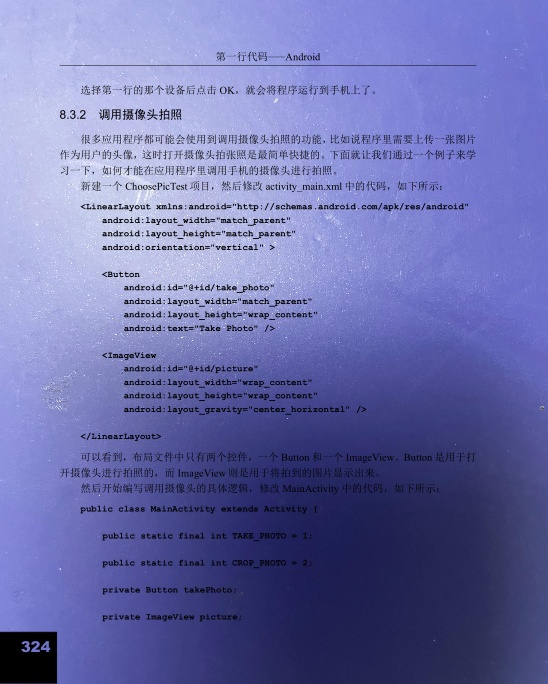 第一行代码——Android
选择第一行的那个设备后点击 OK，就会将程序运行到手机上了。
8.3.2 调用摄像头拍照
很多应用程序都可能会使用到调用摄像头拍照的功能，比如说程序里需要上传一张图片
作为用户的头像，这时打开摄像头拍张照是最简单快捷的。下面就让我们通过一个例子来学
习一下，如何才能在应用程序里调用手机的摄像头进行拍照。
新建一个 ChoosePicTest 项目，然后修改 activity_main.xml 中的代码，如下所示：
<LinearLayout xmlns:android="http://schemas.android.com/apk/res/android"
android:layout_width="match_parent"
android:layout_height="match_parent"
android:orientation="vertical" >
<Button
android:id="@+id/take_photo"
android:layout_width="match_parent"
android:layout_height="wrap_content"
android:text="Take Photo" />
<ImageView
android:id="@+id/picture"
android:layout_width="wrap_content"
android:layout_height="wrap_content"
android:layout_gravity="center_horizontal" />
</LinearLayout>
可以看到，布局文件中只有两个控件，一个 Button 和一个 ImageView。Button 是用于打
开摄像头进行拍照的，而 ImageView 则是用于将拍到的图片显示出来。
然后开始编写调用摄像头的具体逻辑，修改 MainActivity 中的代码，如下所示：
public class MainActivity extends Activity {
public static final int TAKE_PHOTO = 1;
public static final int CROP_PHOTO = 2;
private Button takePhoto;
private ImageView picture;
324